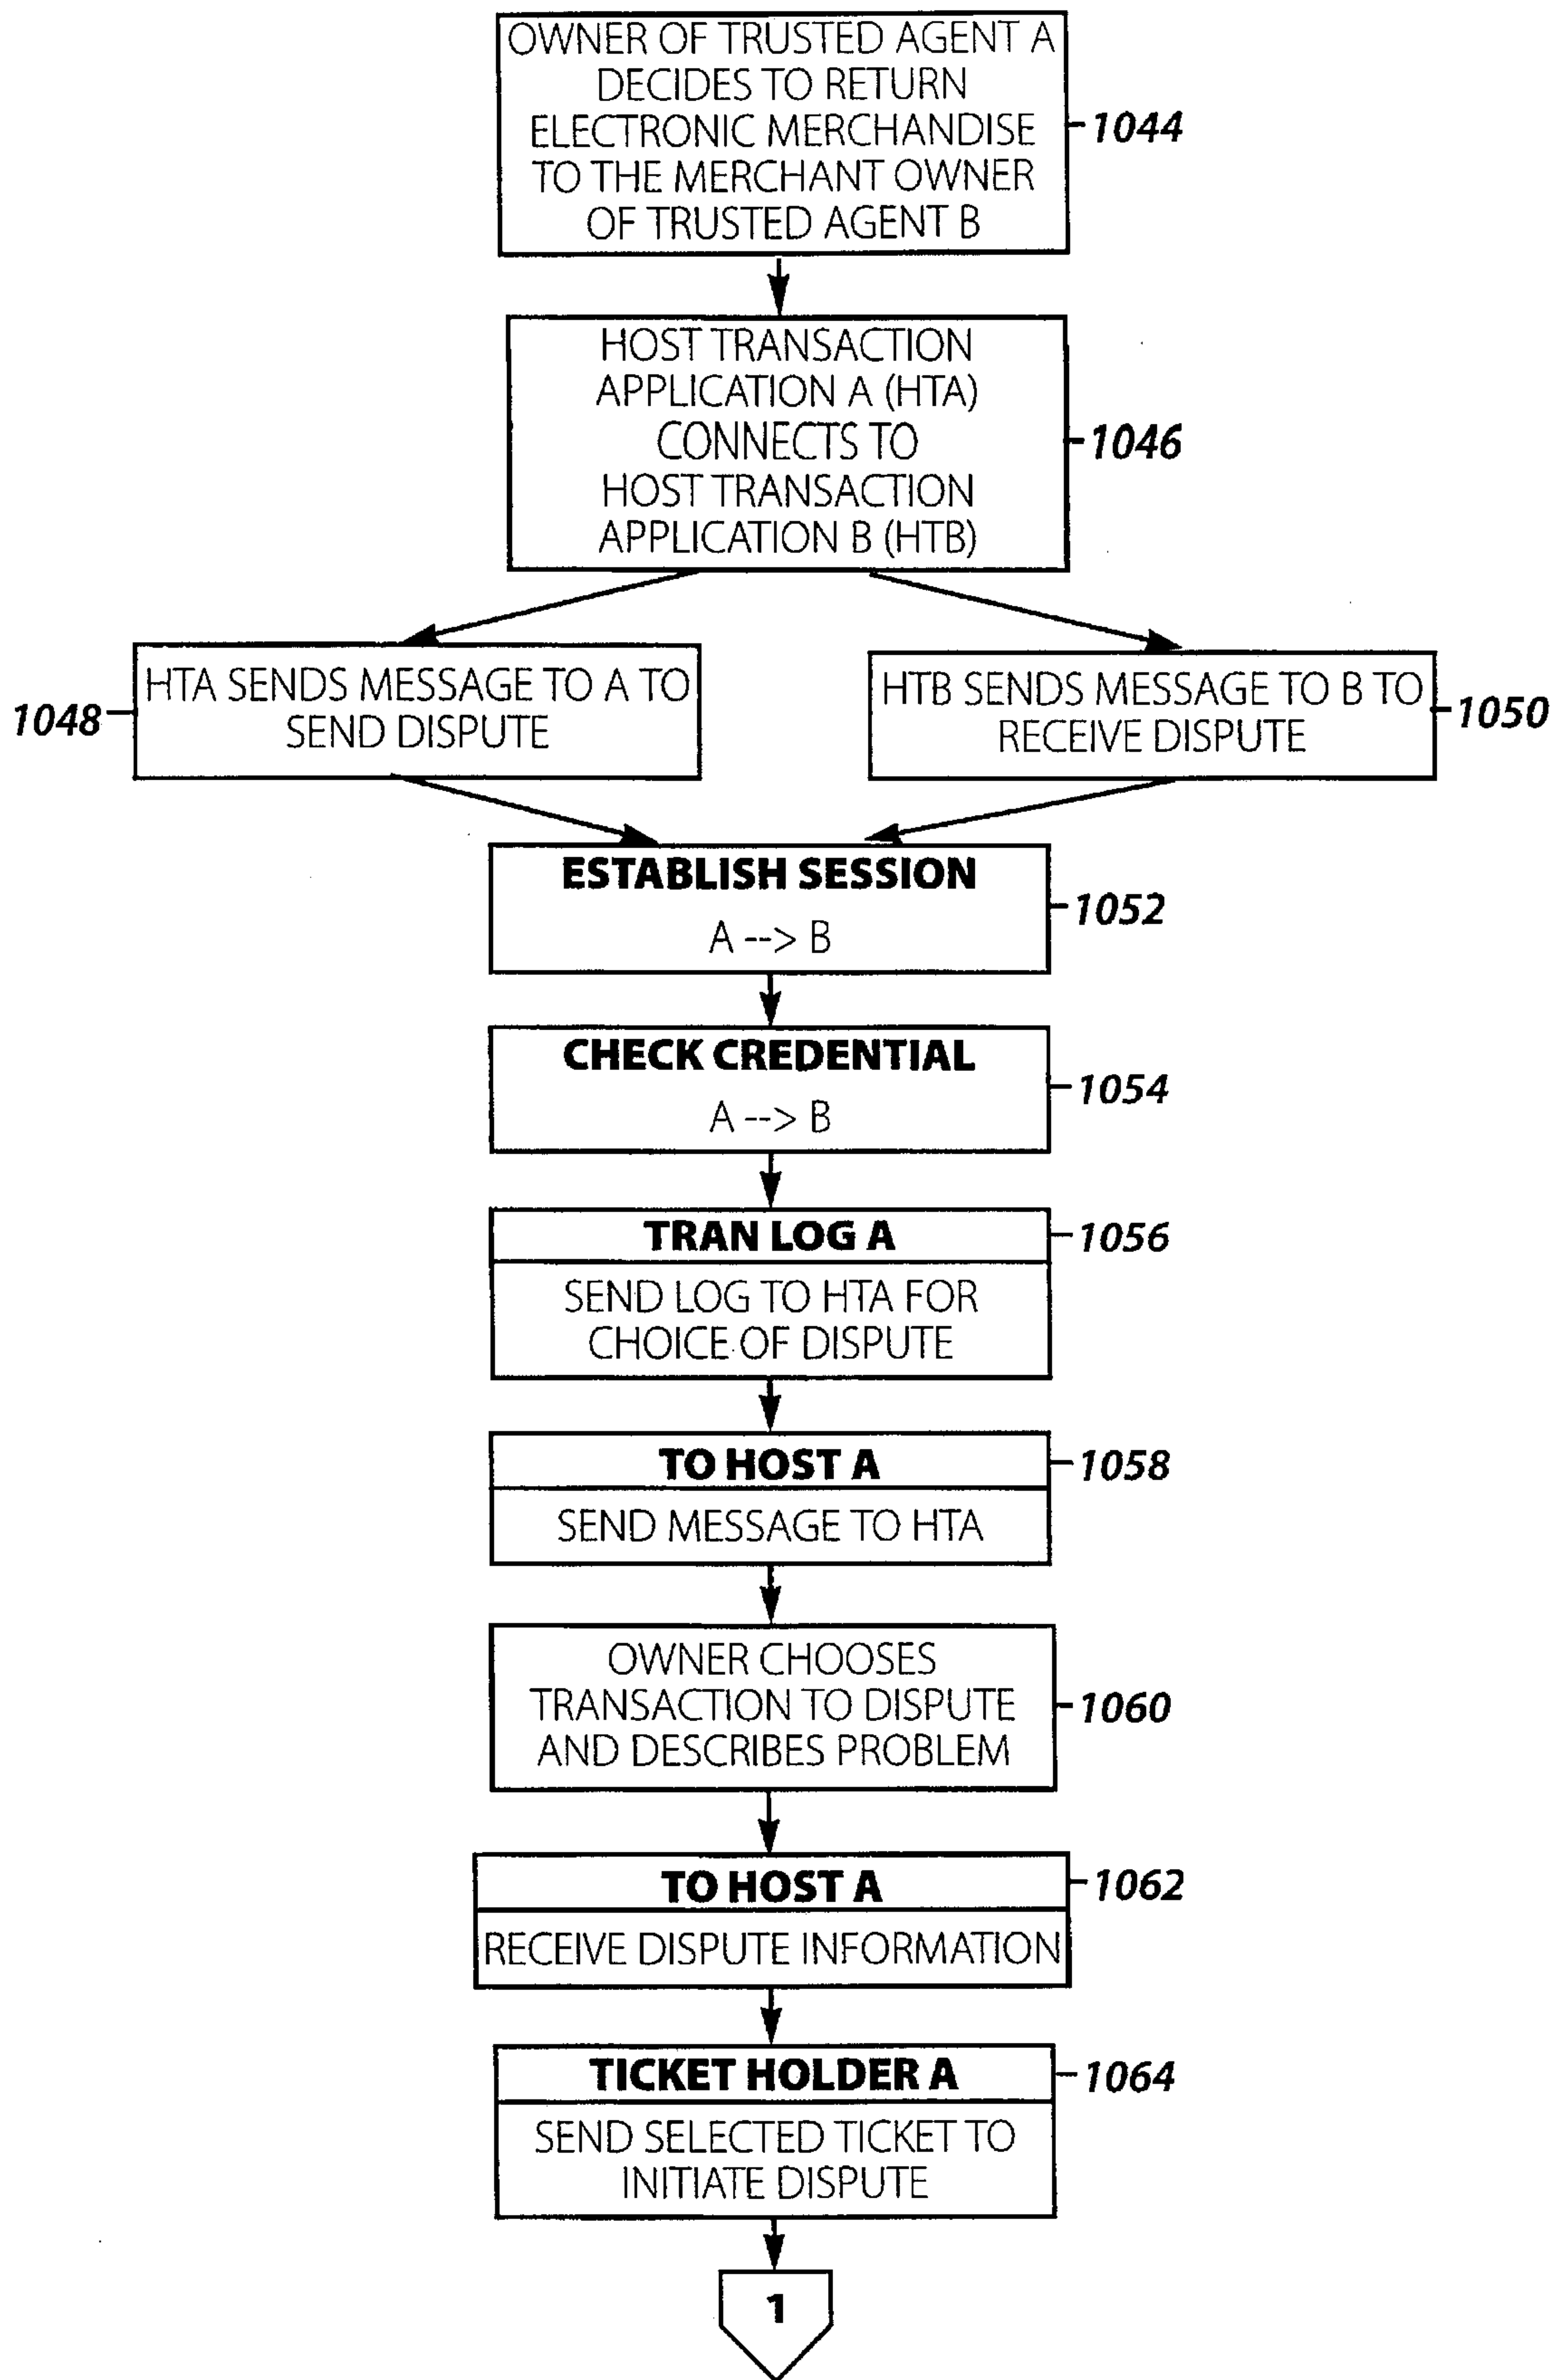 OWNER OF TRUSTED AGENT A
DECIDES TO RETURN
ELECTRONIC MERCHANDISE
TO THE MERCHANT OWNER
OF TRUSTED AGENT B
1044
HOST TRANSACTION
APPLICATION A (HTA)
CONNECTS TO
HOST TRANSACTION
APPLICATION B (HTB)
1046
1048
HTA SENDS MESSAGE TO A TO
SEND DISPUTE
HTB SENDS MESSAGE TO B TO
RECEIVE DISPUTE
1050
ESTABLISH SESSION
A --> B
1052
CHECK CREDENTIAL
A --> B
1054
TRAN LOG A
1056
SEND LOG TO HTA FOR
CHOICE OF DISPUTE
TO HOST A
1058
SEND MESSAGE TO HTA
OWNER CHOOSES
TRANSACTION TO DISPUTE
AND DESCRIBES PROBLEM
1060
TO HOST A
1062
RECEIVE DISPUTE INFORMATION
TICKET HOLDER A
1064
SEND SELECTED TICKET TO
INITIATE DISPUTE
1